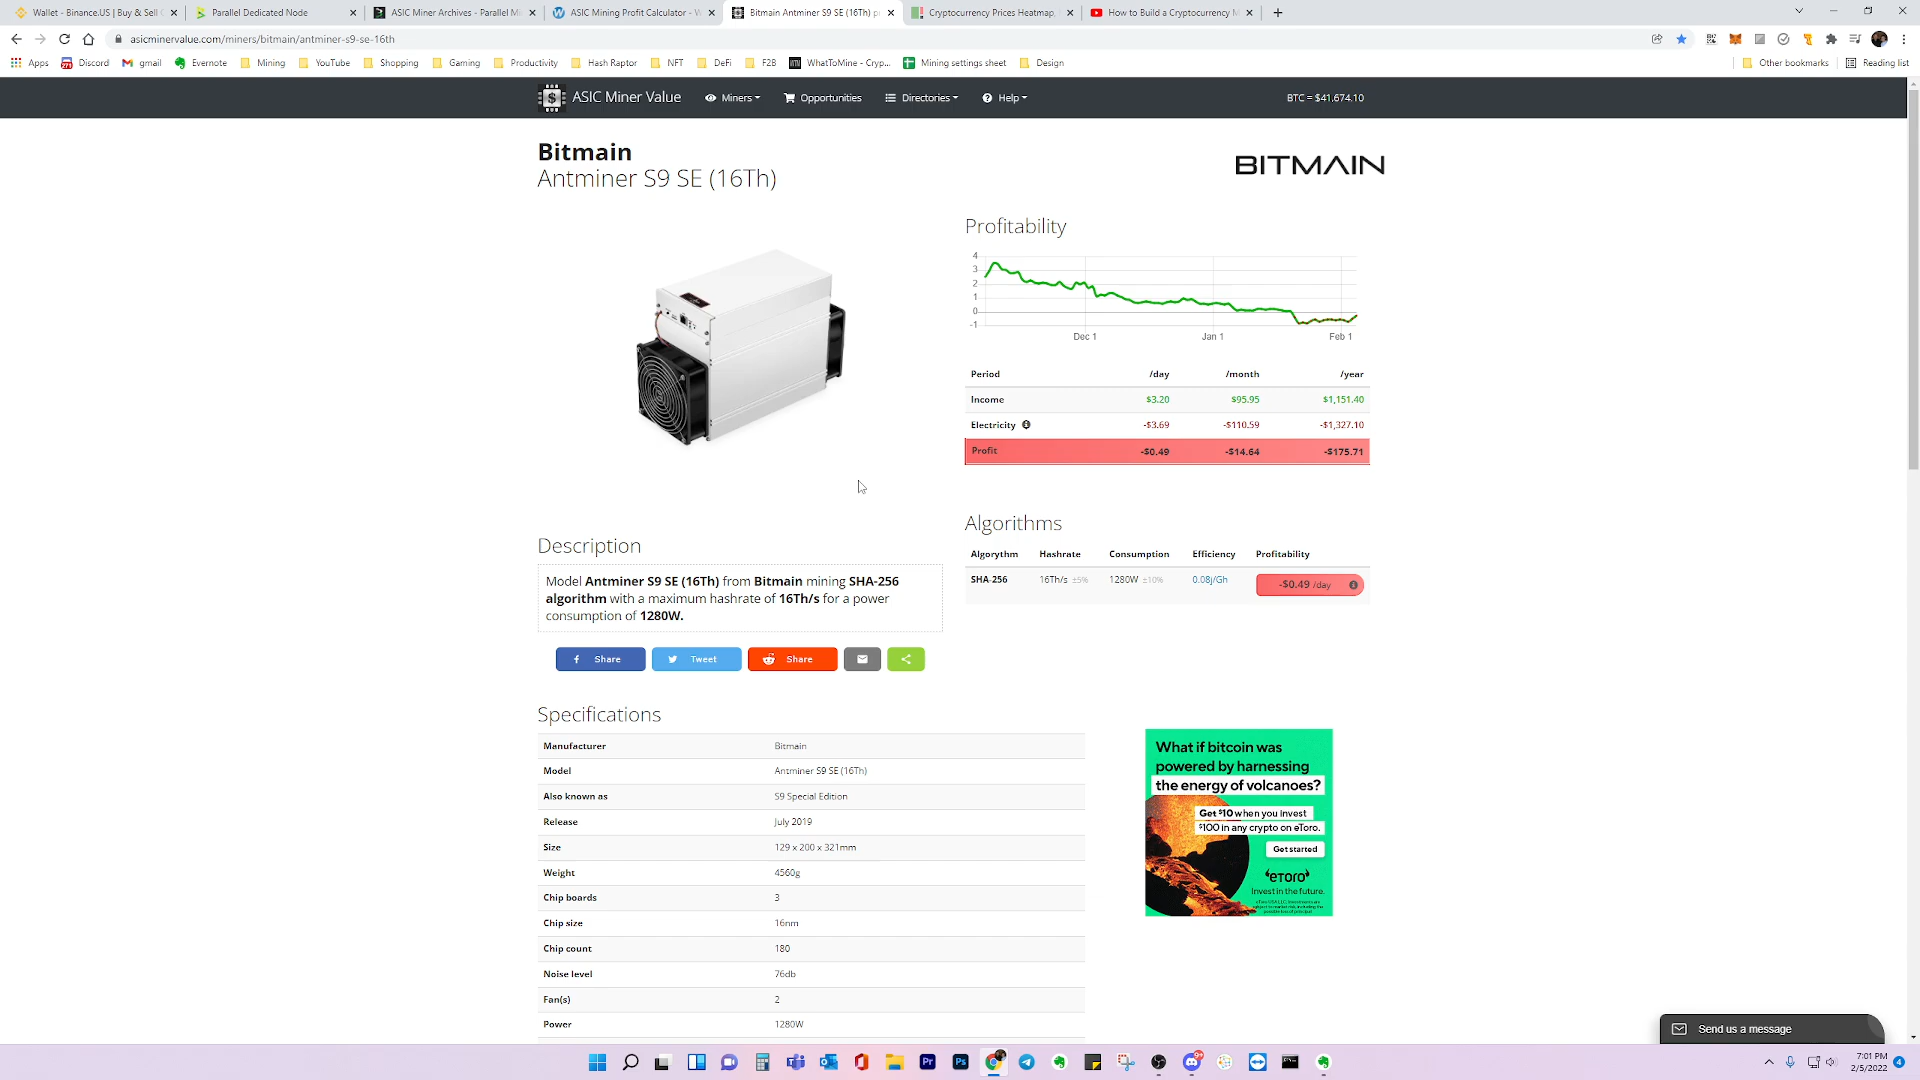 Wallet - Binance.US | Buy & Sell C
Parallel Dedicated Node
ASIC Miner Archives - Parallel Mi
ASIC Mining Profit Calculator - W
Bitmain Antminer S9 SE (16Th) p
Cryptocurrency Prices Heatmap,
How to Build a Cryptocurrency M
asicminervalue.com/miners/bitmain/antminer-s9-se-16th
Apps Discord gmail Evernote Mining YouTube Shopping Gaming Productivity Hash Raptor NFT DeFi F2B WhatToMine - Cryp... Mining settings sheet Design Other bookmarks Reading list
ASIC Miner Value Miners Opportunities Directories Help BTC = $41,674.10
Bitmain
Antminer S9 SE (16Th)
BITMAIN
Profitability
4
3
2
1
0
-1
Dec 1 Jan 1 Feb 1
Period /day /month /year
Income $3.20 $95.95 $1,151.40
Electricity -$3.69 -$110.59 -$1,327.10
Profit -$0.49 -$14.64 -$175.71
Algorithms
Algorythm Hashrate Consumption Efficiency Profitability
SHA-256 16Th/s ±5% 1280W ±10% 0.08j/Gh -$0.49 /day
Description
Model Antminer S9 SE (16Th) from Bitmain mining SHA-256
algorithm with a maximum hashrate of 16Th/s for a power
consumption of 1280W.
Share Tweet Share
Specifications
Manufacturer Bitmain
Model Antminer S9 SE (16Th)
Also known as S9 Special Edition
Release July 2019
Size 129 x 200 x 321mm
Weight 4560g
Chip boards 3
Chip size 16nm
Chip count 180
Noise level 76db
Fan(s) 2
Power 1280W
What if bitcoin was
powered by harnessing
the energy of volcanoes?
Get $10 when you invest
$100 in any crypto on eToro.
Get started
eToro
Invest in the future.
Send us a message
7:01 PM
2/5/2022